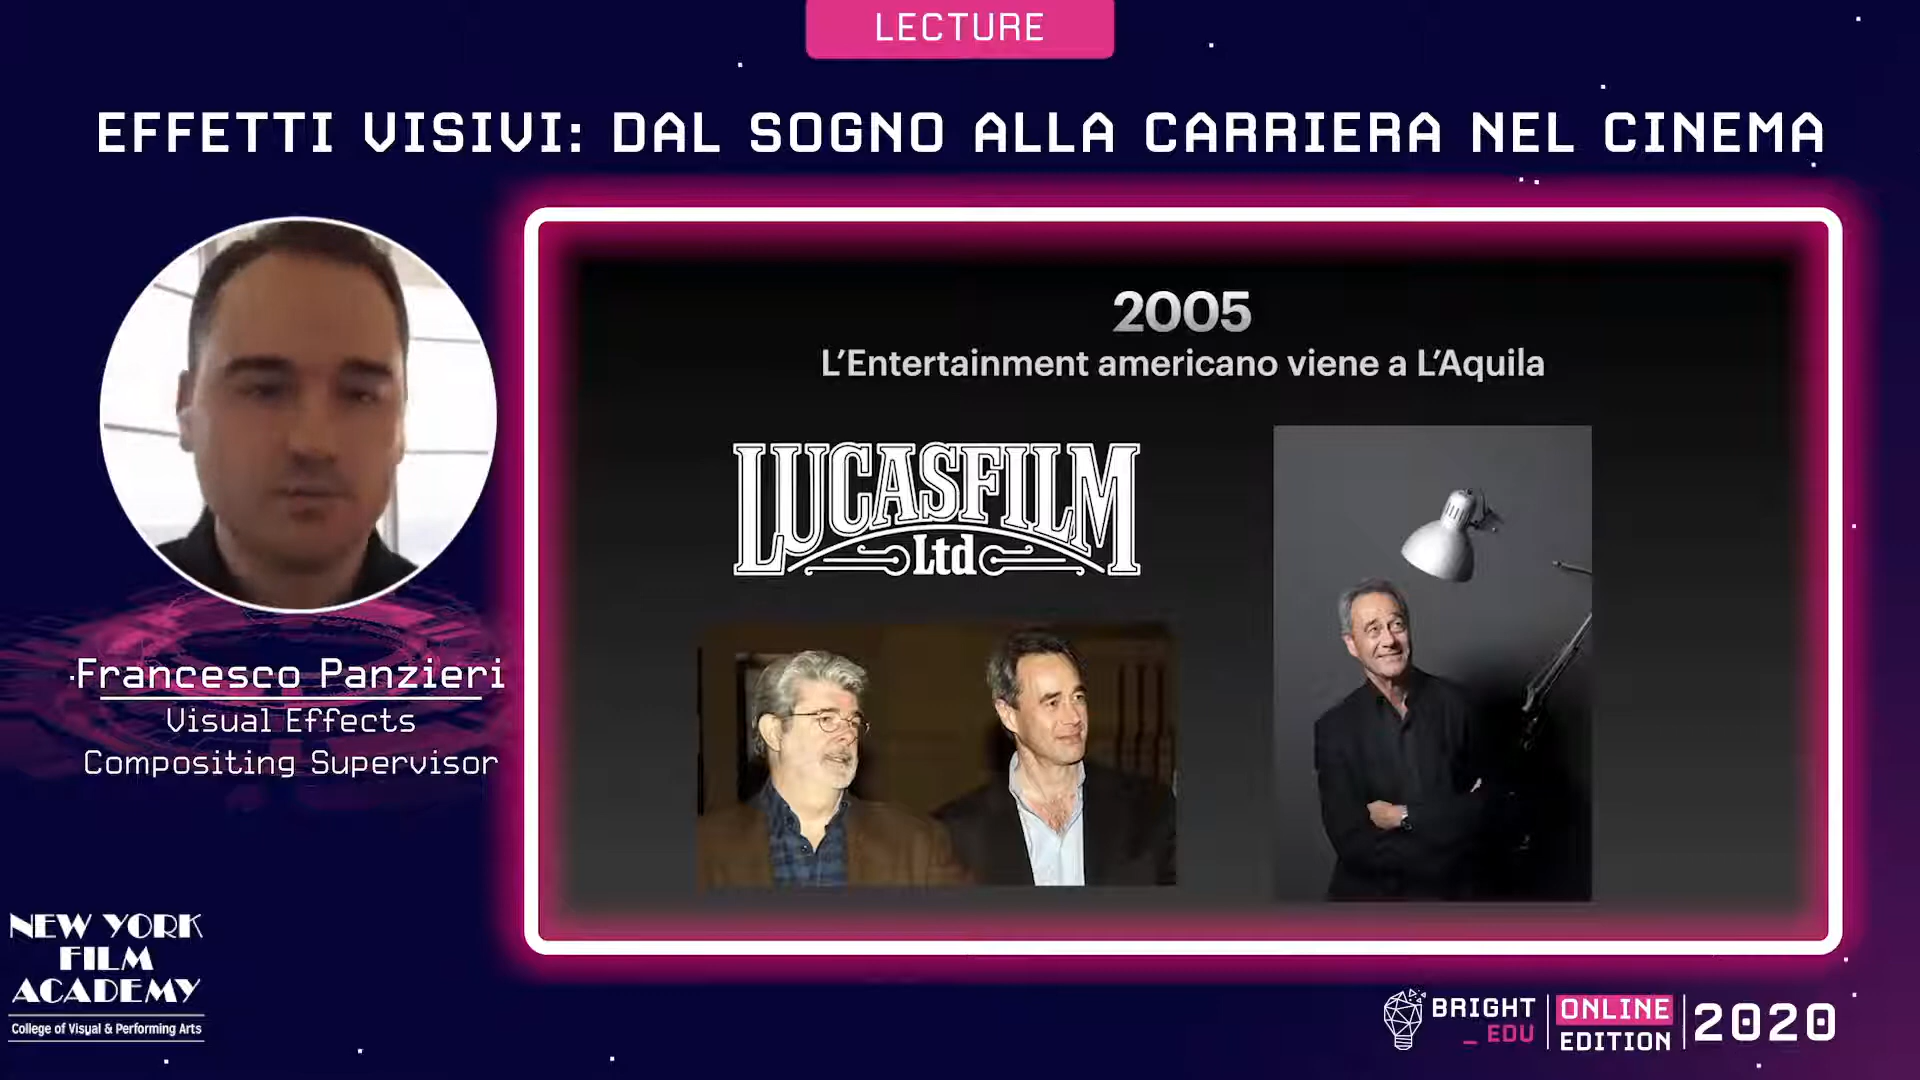 LECTURE
EFFETTI VISIVI: DAL SOGNO ALLA CARRIERA NEL CINEMA
2005
L'Entertainment americano viene a L'Aquila
LUCASFILM
Ltd
Francesco Panzieri
Visual Effects
Compositing Supervisor
NEW YORK
FILM
ACADEMY
College of Visual & Performing Arts
BRIGHT
_ EDU
ONLINE
EDITION
2020